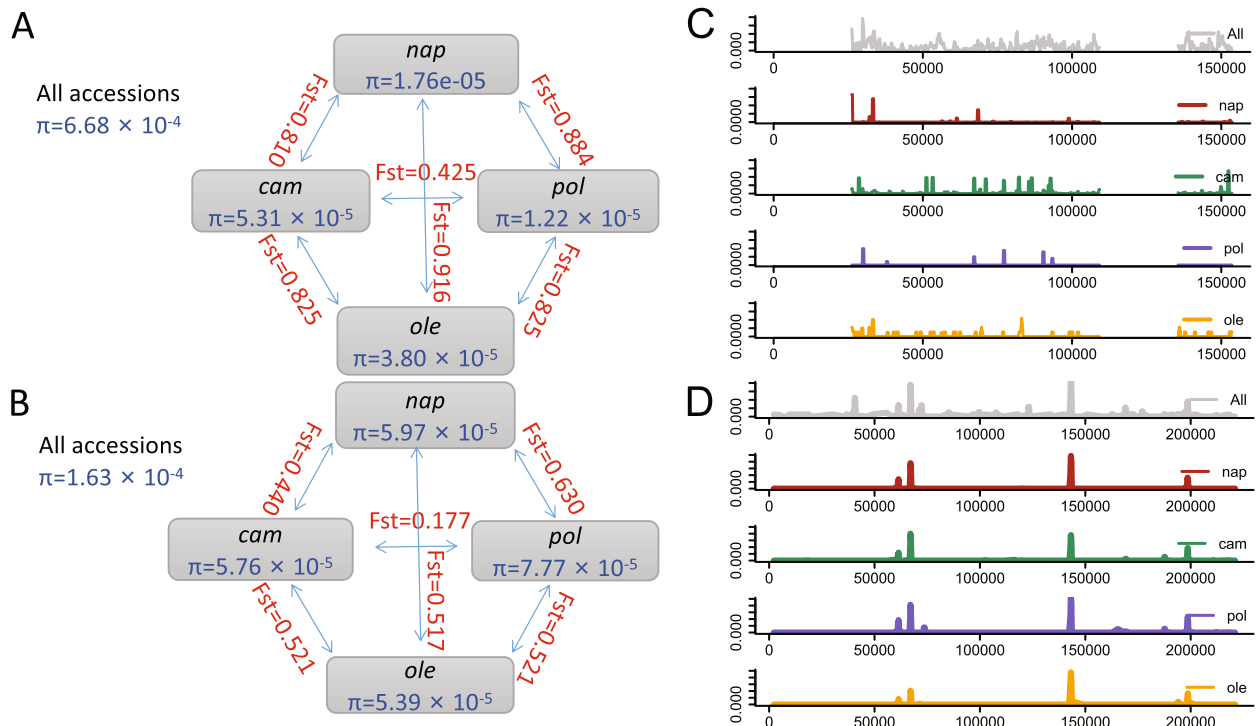 A
All accessions
π=6.68 × 10-4
nap
π=1.76e-05
Fst=0.810
Fst=0.884
Fst=0.425
cam
π=5.31 × 10-5
pol
π=1.22 × 10-5
Fst=0.916
Fst=0.825
Fst=0.825
ole
π=3.80 × 10-5
B
All accessions
π=1.63 × 10-4
nap
π=5.97 × 10-5
Fst=0.440
Fst=0.630
Fst=0.177
cam
π=5.76 × 10-5
pol
π=7.77 × 10-5
Fst=0.517
Fst=0.521
Fst=0.521
ole
π=5.39 × 10-5
C
0.000
All
0 50000 100000 150000
0.0000
nap
0 50000 100000 150000
0.0000
cam
0 50000 100000 150000
0.0000
pol
0 50000 100000 150000
0.0000
ole
0 50000 100000 150000
D
0.000
All
0 50000 100000 150000 200000
0.000
nap
0 50000 100000 150000 200000
0.000
cam
0 50000 100000 150000 200000
0.000
pol
0 50000 100000 150000 200000
0.000
ole
0 50000 100000 150000 200000